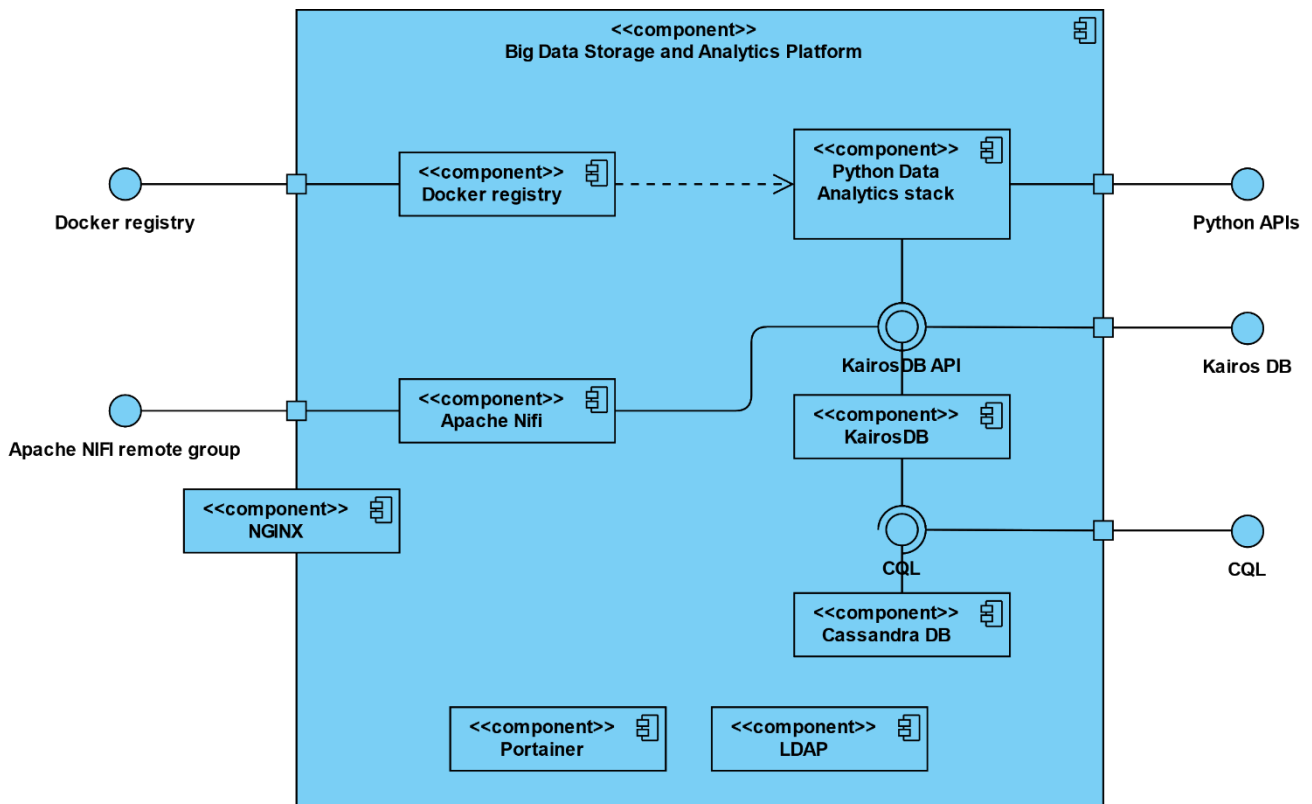 <<component>>
Big Data Storage and Analytics Platform
<<component>>
Docker registry
<<component>>
Python Data
Analytics stack
Docker registry
Python APIs
KairosDB API
Kairos DB
<<component>>
Apache Nifi
<<component>>
KairosDB
Apache NIFI remote group
<<component>>
NGINX
CQL
CQL
<<component>>
Cassandra DB
<<component>>
Portainer
<<component>>
LDAP